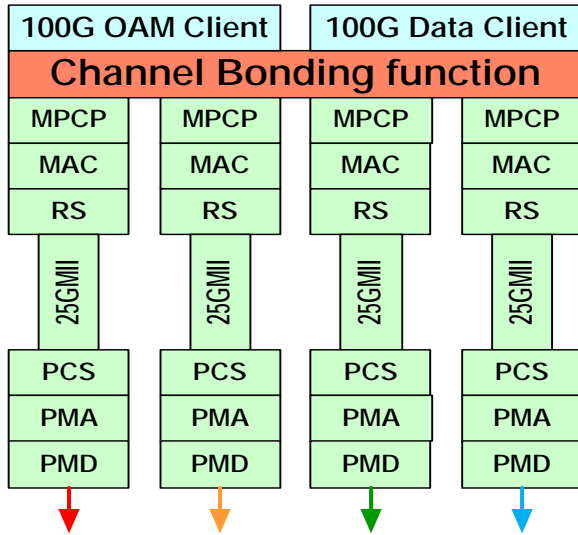 100G OAM Client 100G Data Client
Channel Bonding function
MPCP MPCP MPCP MPCP
MAC MAC MAC MAC
RS RS RS RS
25GMII 25GMII 25GMII 25GMII
PCS PCS PCS PCS
PMA PMA PMA PMA
PMD PMD PMD PMD